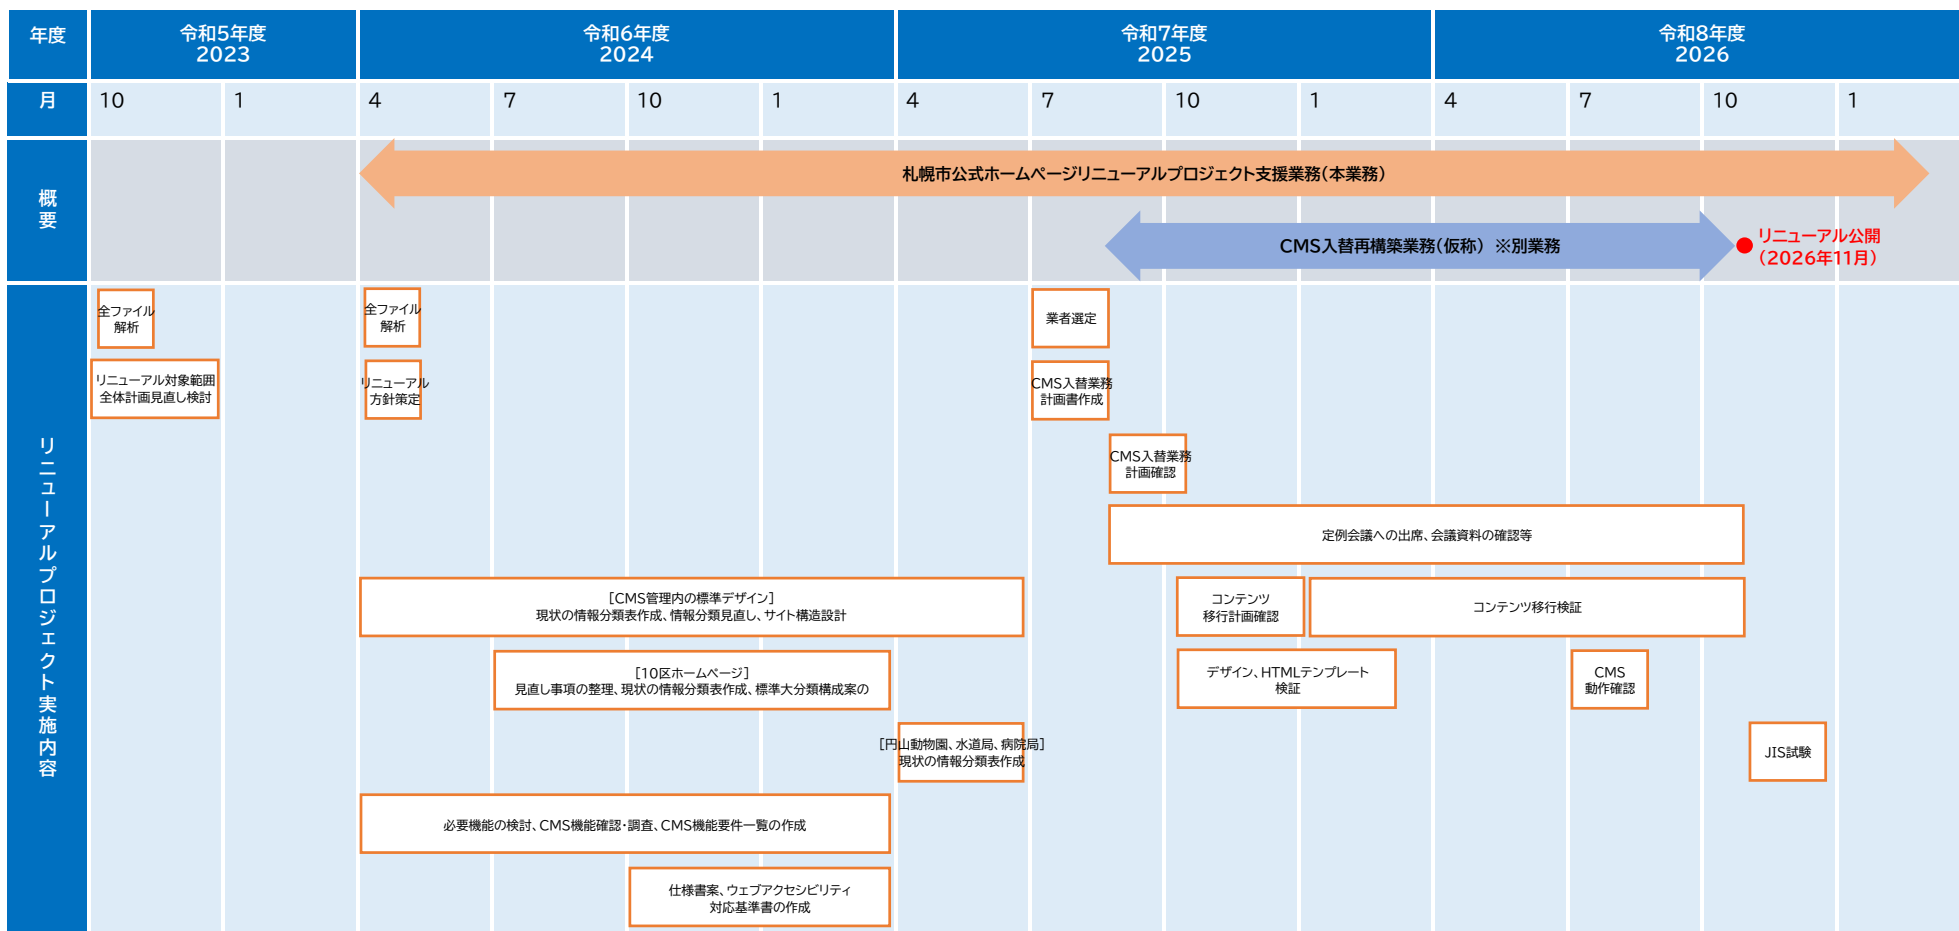 年度
令和5年度
2023
令和6年度
2024
令和7年度
2025
令和8年度
2026
月
10
1
4
7
10
1
4
7
10
1
4
7
10
1
概要
札幌市公式ホームページリニューアルプロジェクト支援業務(本業務)
CMS入替再構築業務(仮称) ※別業務
リニューアル公開
(2026年11月)
リニューアルプロジェクト実施内容
全ファイル
解析
全ファイル
解析
業者選定
リニューアル対象範囲
全体計画見直し検討
リニューアル
方針策定
CMS入替業務
計画書作成
CMS入替業務
計画確認
定例会議への出席、会議資料の確認等
[CMS管理内の標準デザイン]
現状の情報分類表作成、情報分類見直し、サイト構造設計
コンテンツ
移行計画確認
コンテンツ移行検証
[10区ホームページ]
見直し事項の整理、現状の情報分類表作成、標準大分類構成案の
デザイン、HTMLテンプレート
検証
CMS
動作確認
[円山動物園、水道局、病院局]
現状の情報分類表作成
JIS試験
必要機能の検討、CMS機能確認・調査、CMS機能要件一覧の作成
仕様書案、ウェブアクセシビリティ
対応基準書の作成